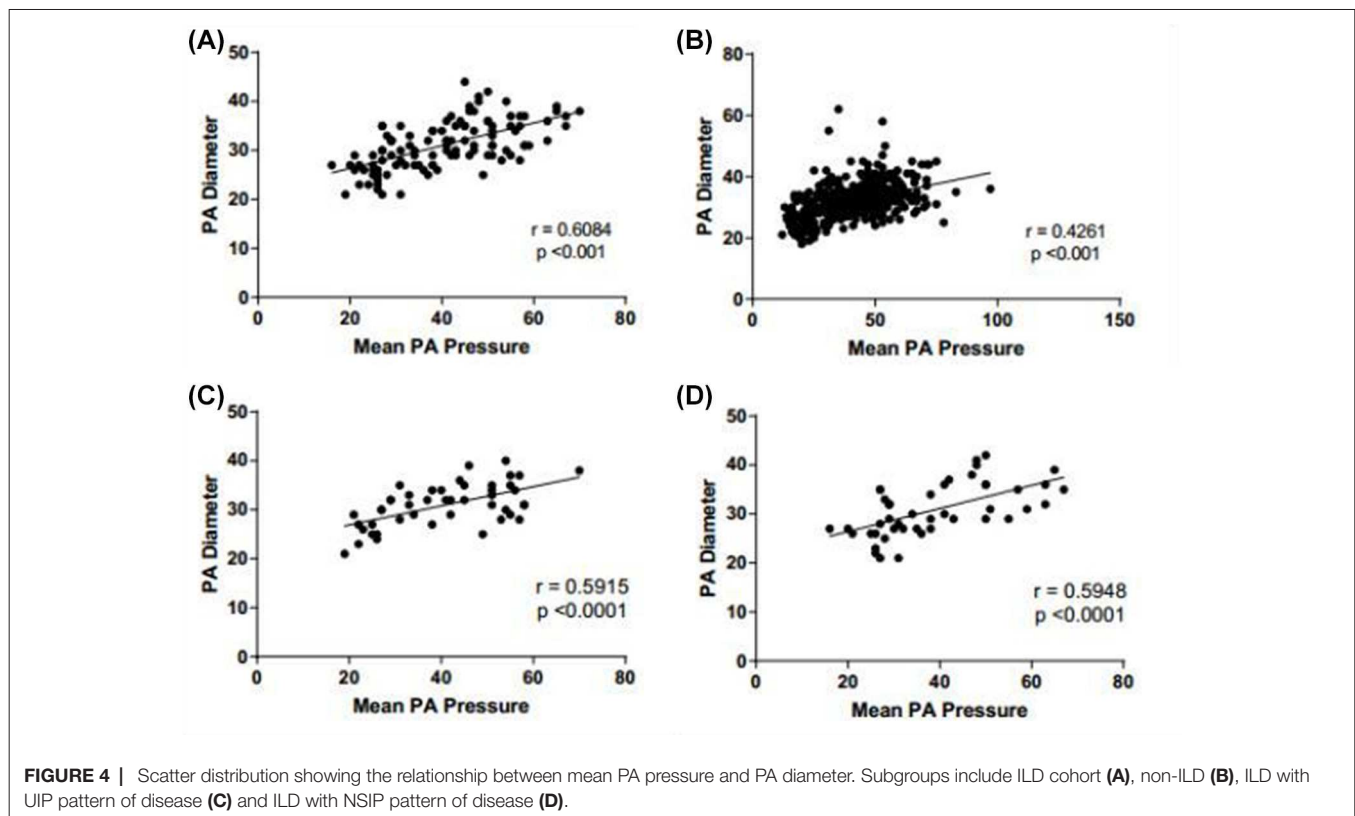 (A)
50
40
30
20
10
0
PA Diameter
r = 0.6084
p <0.001
0 20 40 60 80
Mean PA Pressure
(B)
80
60
40
20
0
PA Diameter
r = 0.4261
p <0.001
0 50 100 150
Mean PA Pressure
(C)
50
40
30
20
10
0
PA Diameter
r = 0.5915
p <0.0001
0 20 40 60 80
Mean PA Pressure
(D)
50
40
30
20
10
0
PA Diameter
r = 0.5948
p <0.0001
0 20 40 60 80
Mean PA Pressure
FIGURE 4 | Scatter distribution showing the relationship between mean PA pressure and PA diameter. Subgroups include ILD cohort (A), non-ILD (B), ILD with
UIP pattern of disease (C) and ILD with NSIP pattern of disease (D).